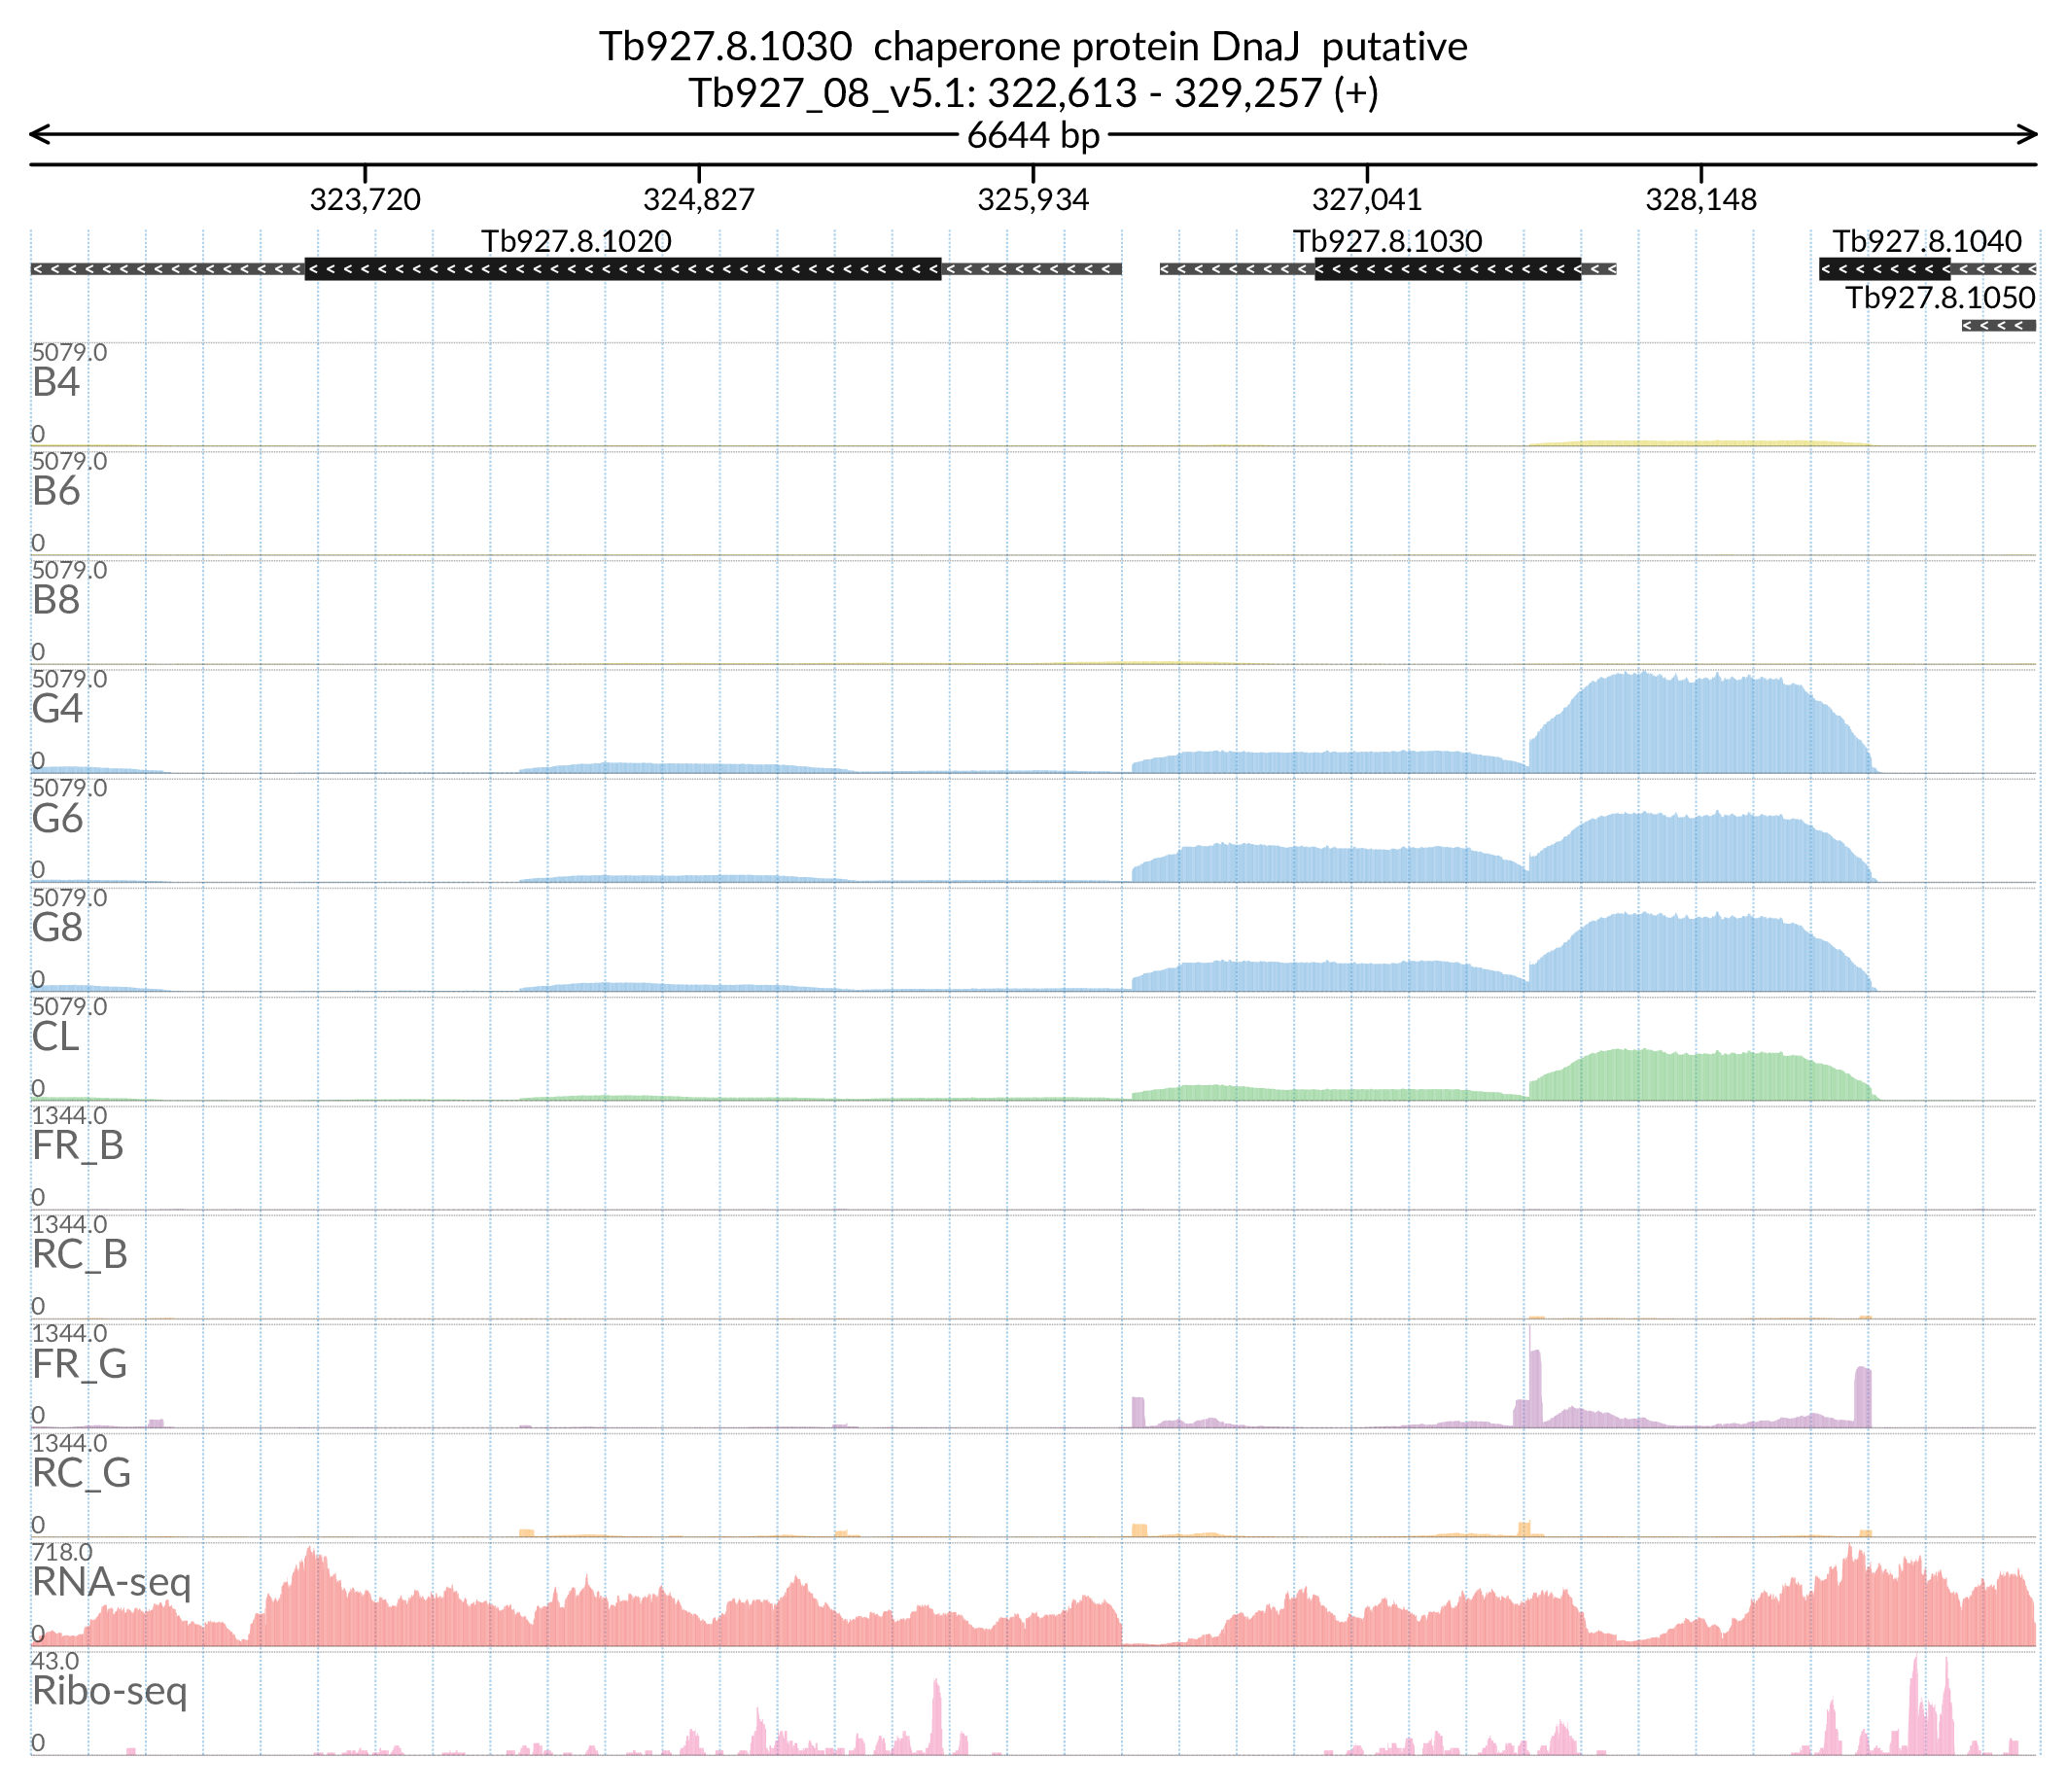 Tb927.8.1030 chaperone protein DnaJ putative
Tb927_08_v5.1: 322,613 - 329,257 (+)
6644 bp
323,720 324,827 325,934 327,041 328,148
Tb927.8.1020 Tb927.8.1030 Tb927.8.1040
Tb927.8.1050
5079.0
B4
0
5079.0
B6
0
5079.0
B8
0
5079.0
G4
0
5079.0
G6
0
5079.0
G8
0
5079.0
CL
0
1344.0
FR_B
0
1344.0
RC_B
0
1344.0
FR_G
0
1344.0
RC_G
0
718.0
RNA-seq
0
43.0
Ribo-seq
0